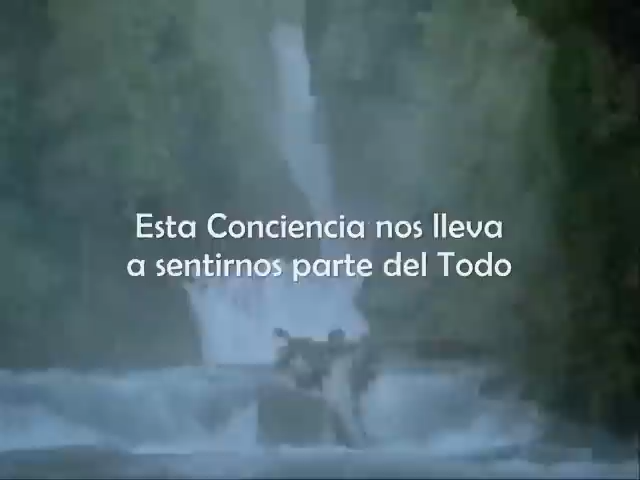 Esta Conciencia nos lleva
a sentirnos parte del Todo